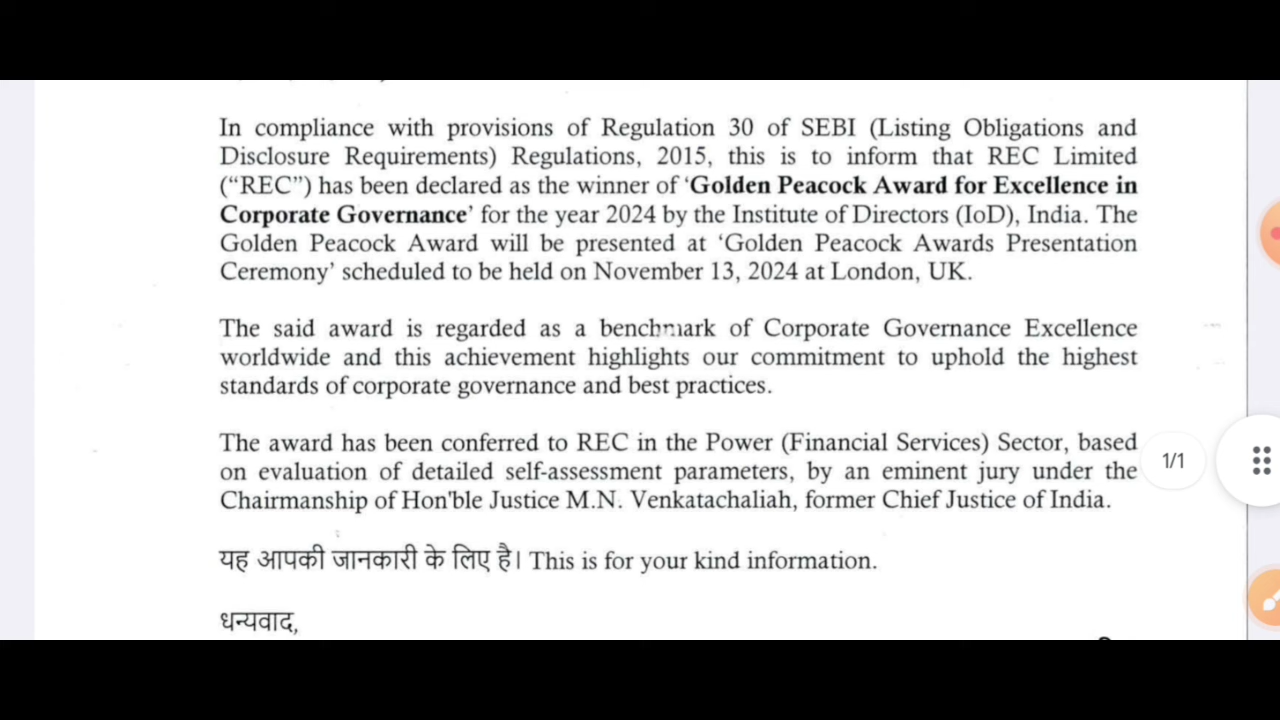 In compliance with provisions of Regulation 30 of SEBI (Listing Obligations and
Disclosure Requirements) Regulations, 2015, this is to inform that REC Limited
(“REC”) has been declared as the winner of ‘Golden Peacock Award for Excellence in
Corporate Governance’ for the year 2024 by the Institute of Directors (IoD), India. The
Golden Peacock Award will be presented at ‘Golden Peacock Awards Presentation
Ceremony’ scheduled to be held on November 13, 2024 at London, UK.
The said award is regarded as a benchmark of Corporate Governance Excellence
worldwide and this achievement highlights our commitment to uphold the highest
standards of corporate governance and best practices.
The award has been conferred to REC in the Power (Financial Services) Sector, based
on evaluation of detailed self-assessment parameters, by an eminent jury under the
Chairmanship of Hon'ble Justice M.N. Venkatachaliah, former Chief Justice of India.
1/1
यह आपकी जानकारी के लिए है। This is for your kind information.
धन्यवाद,